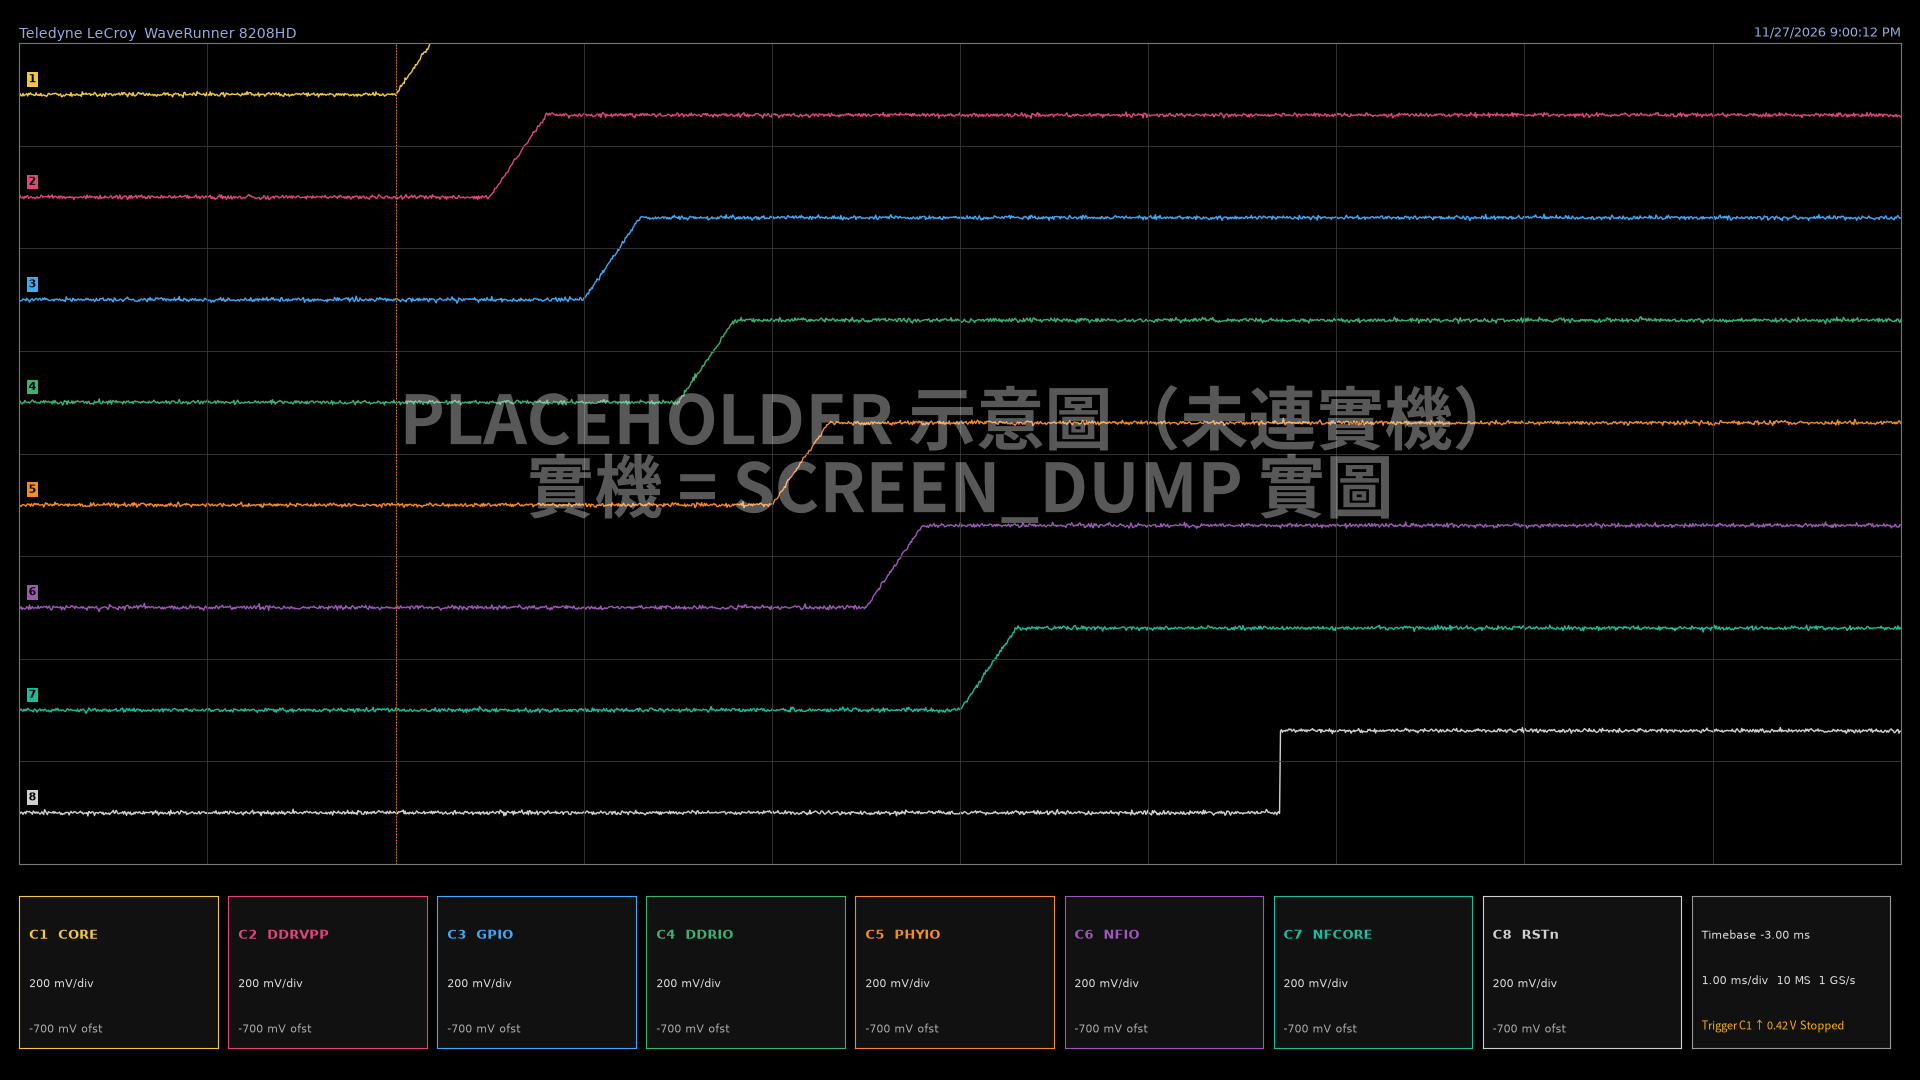 Teledyne LeCroy  WaveRunner 8208HD
11/27/2026 9:00:12 PM
1
2
3
4
PLACEHOLDER 示意圖（未連實機）
實機 = SCREEN_DUMP 實圖
5
6
7
8
C1  CORE
200 mV/div
-700 mV ofst
C2  DDRVPP
200 mV/div
-700 mV ofst
C3  GPIO
200 mV/div
-700 mV ofst
C4  DDRIO
200 mV/div
-700 mV ofst
C5  PHYIO
200 mV/div
-700 mV ofst
C6  NFIO
200 mV/div
-700 mV ofst
C7  NFCORE
200 mV/div
-700 mV ofst
C8  RSTn
200 mV/div
-700 mV ofst
Timebase -3.00 ms
1.00 ms/div  10 MS  1 GS/s
Trigger C1 ↑ 0.42 V Stopped